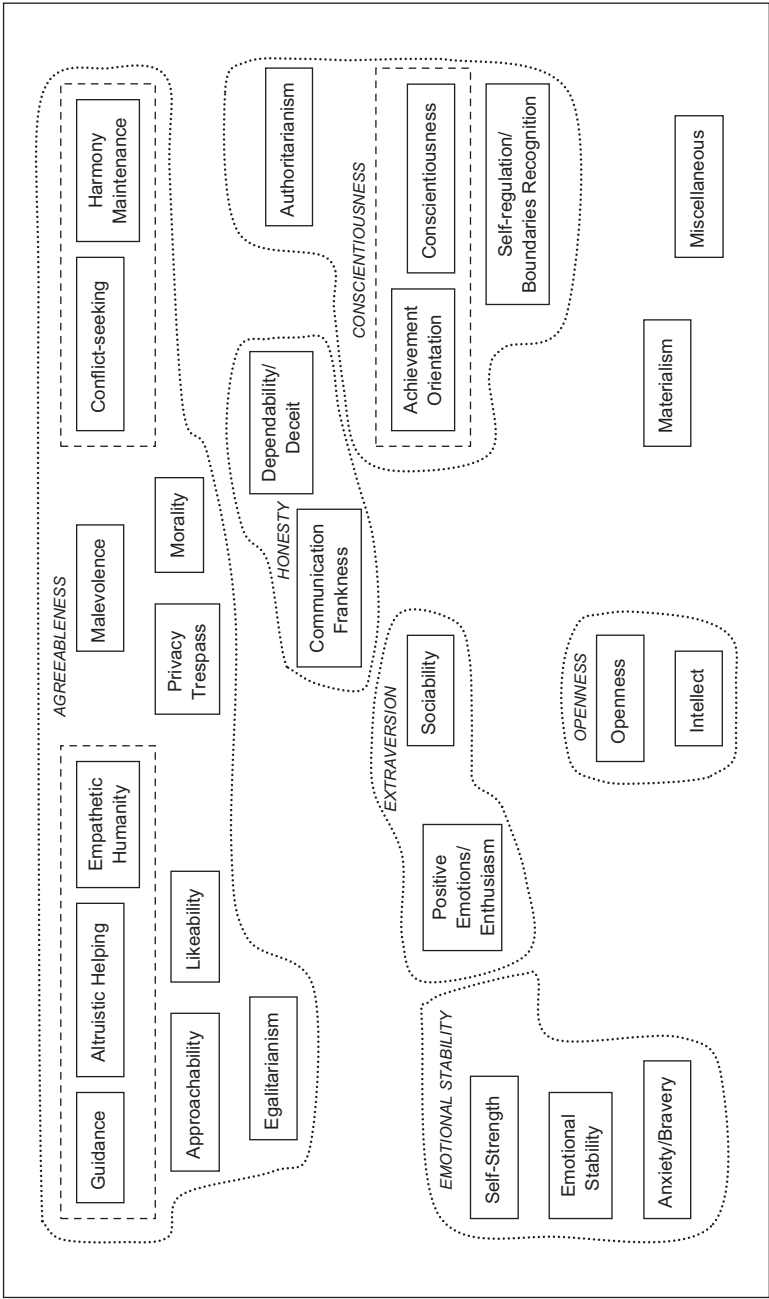 AGREEABLENESS
Guidance
Altruistic Helping
Empathetic
Humanity
Malevolence
Conflict-seeking
Harmony
Maintenance
Approachability
Likeability
Privacy
Trespass
Morality
Egalitarianism
HONESTY
Communication
Frankness
Dependability/
Deceit
Authoritarianism
CONSCIENTIOUSNESS
Achievement
Orientation
Conscientiousness
Self-regulation/
Boundaries Recognition
EXTRAVERSION
Positive
Emotions/
Enthusiasm
Sociability
EMOTIONAL STABILITY
Self-Strength
Emotional
Stability
Anxiety/Bravery
OPENNESS
Openness
Intellect
Materialism
Miscellaneous